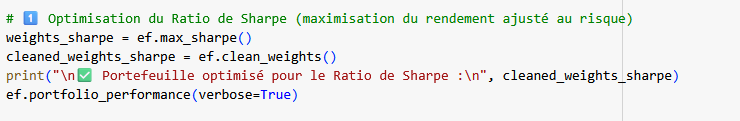 # 1️⃣ Optimisation du Ratio de Sharpe (maximisation du rendement ajusté au risque)
weights_sharpe = ef.max_sharpe()
cleaned_weights_sharpe = ef.clean_weights()
print("\n✅ Portefeuille optimisé pour le Ratio de Sharpe :\n", cleaned_weights_sharpe)
ef.portfolio_performance(verbose=True)